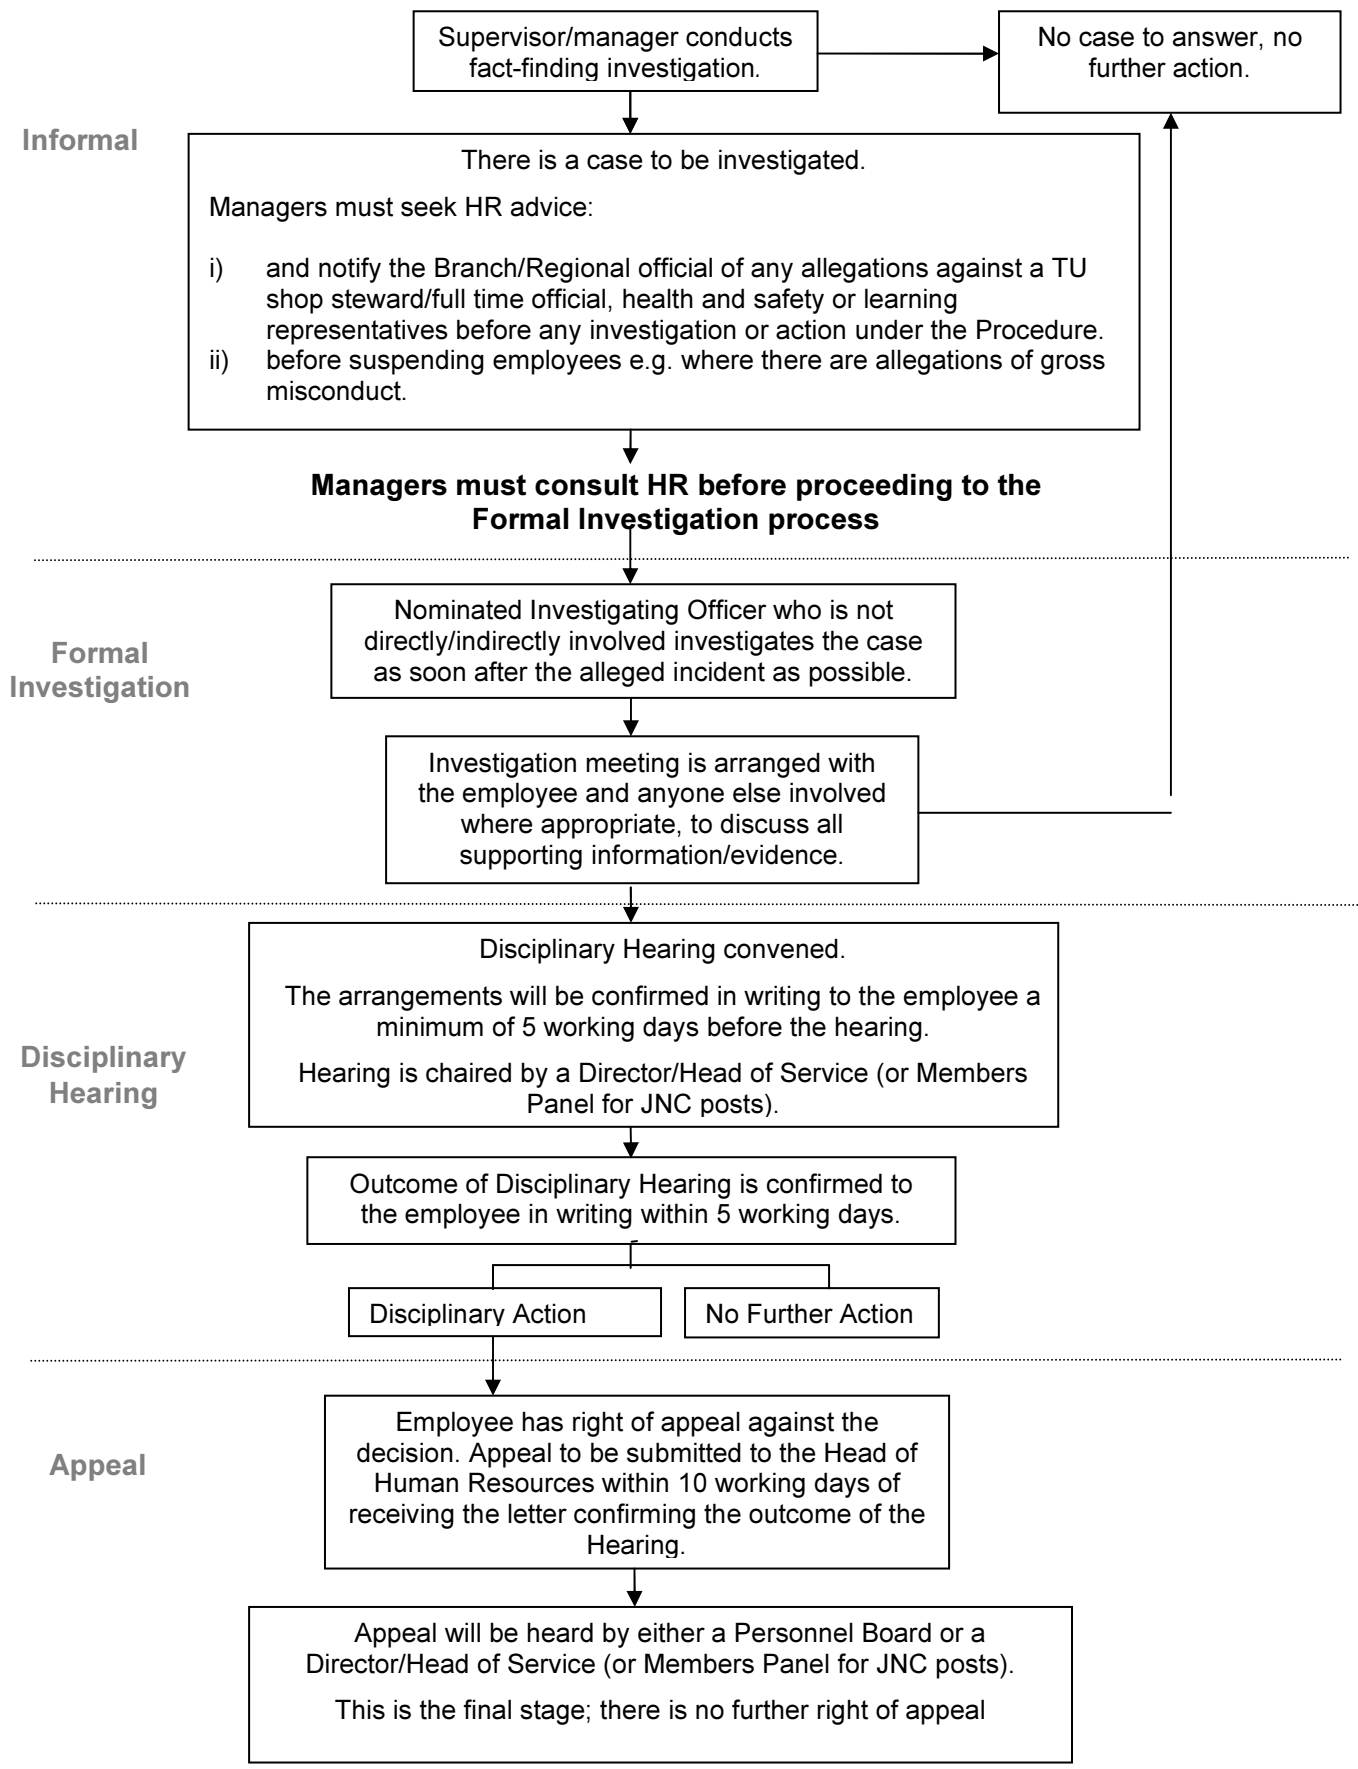 Supervisor/manager conducts
fact-finding investigation.
No case to answer, no
further action.
Informal
There is a case to be investigated.
Managers must seek HR advice:
i) and notify the Branch/Regional official of any allegations against a TU
shop steward/full time official, health and safety or learning
representatives before any investigation or action under the Procedure.
ii) before suspending employees e.g. where there are allegations of gross
misconduct.
Managers must consult HR before proceeding to the
Formal Investigation process
Formal
Investigation
Nominated Investigating Officer who is not
directly/indirectly involved investigates the case
as soon after the alleged incident as possible.
Investigation meeting is arranged with
the employee and anyone else involved
where appropriate, to discuss all
supporting information/evidence.
Disciplinary
Hearing
Disciplinary Hearing convened.
The arrangements will be confirmed in writing to the employee a
minimum of 5 working days before the hearing.
Hearing is chaired by a Director/Head of Service (or Members
Panel for JNC posts).
Outcome of Disciplinary Hearing is confirmed to
the employee in writing within 5 working days.
Disciplinary Action
No Further Action
Appeal
Employee has right of appeal against the
decision. Appeal to be submitted to the Head of
Human Resources within 10 working days of
receiving the letter confirming the outcome of the
Hearing.
Appeal will be heard by either a Personnel Board or a
Director/Head of Service (or Members Panel for JNC posts).
This is the final stage; there is no further right of appeal